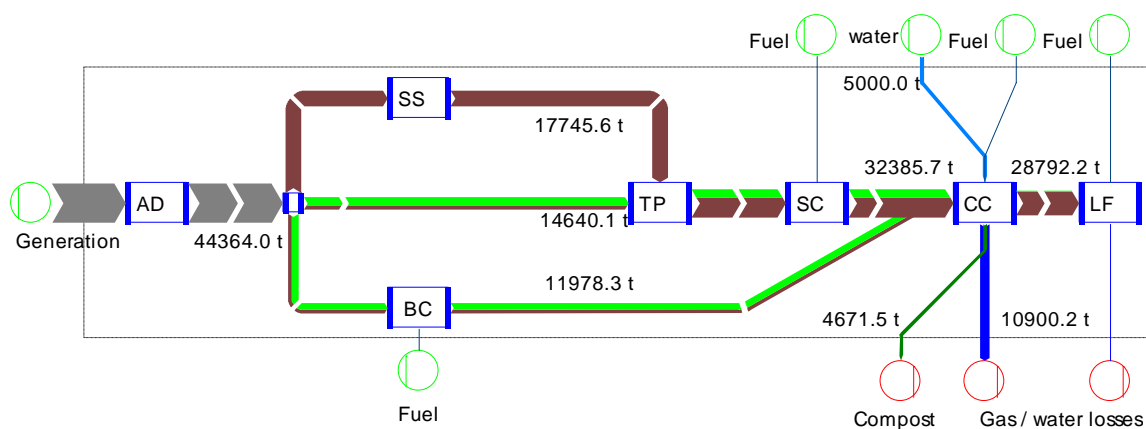 Fuel
water
Fuel
Fuel
5000.0 t
SS
17745.6 t
32385.7 t
28792.2 t
AD
TP
SC
CC
LF
14640.1 t
Generation
44364.0 t
11978.3 t
BC
4671.5 t
10900.2 t
Fuel
Compost
Gas / water losses